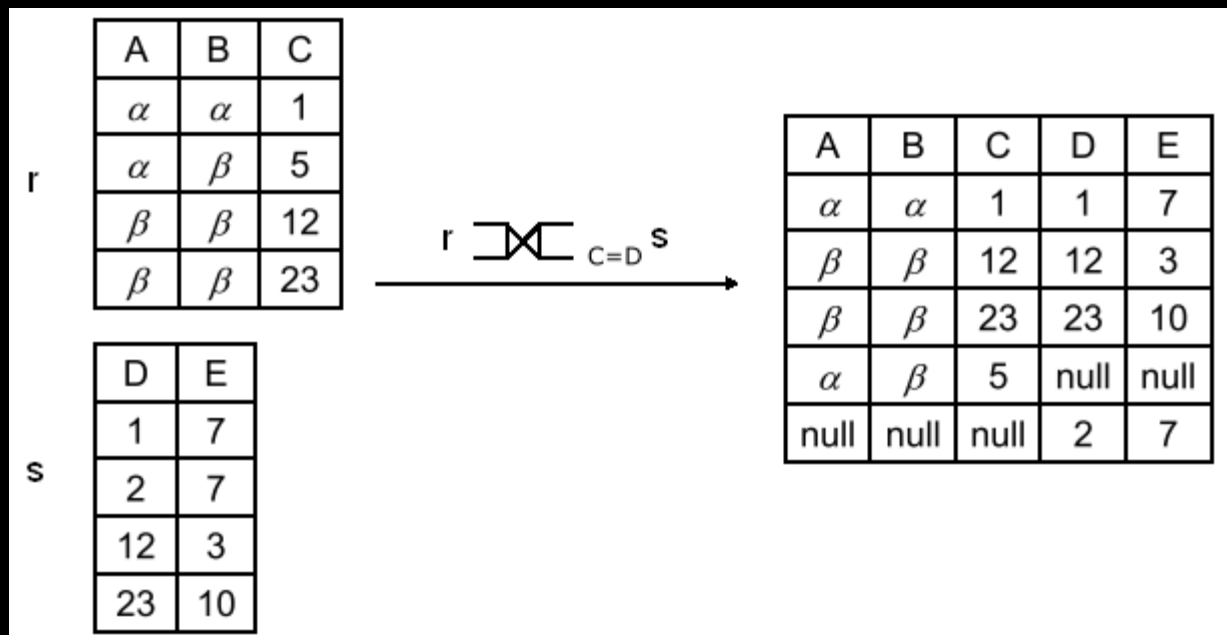 r
A B C
α α 1
α β 5
β β 12
β β 23
s
D E
1 7
2 7
12 3
23 10
r ⟗ C=D s
A B C D E
α α 1 1 7
β β 12 12 3
β β 23 23 10
α β 5 null null
null null null 2 7